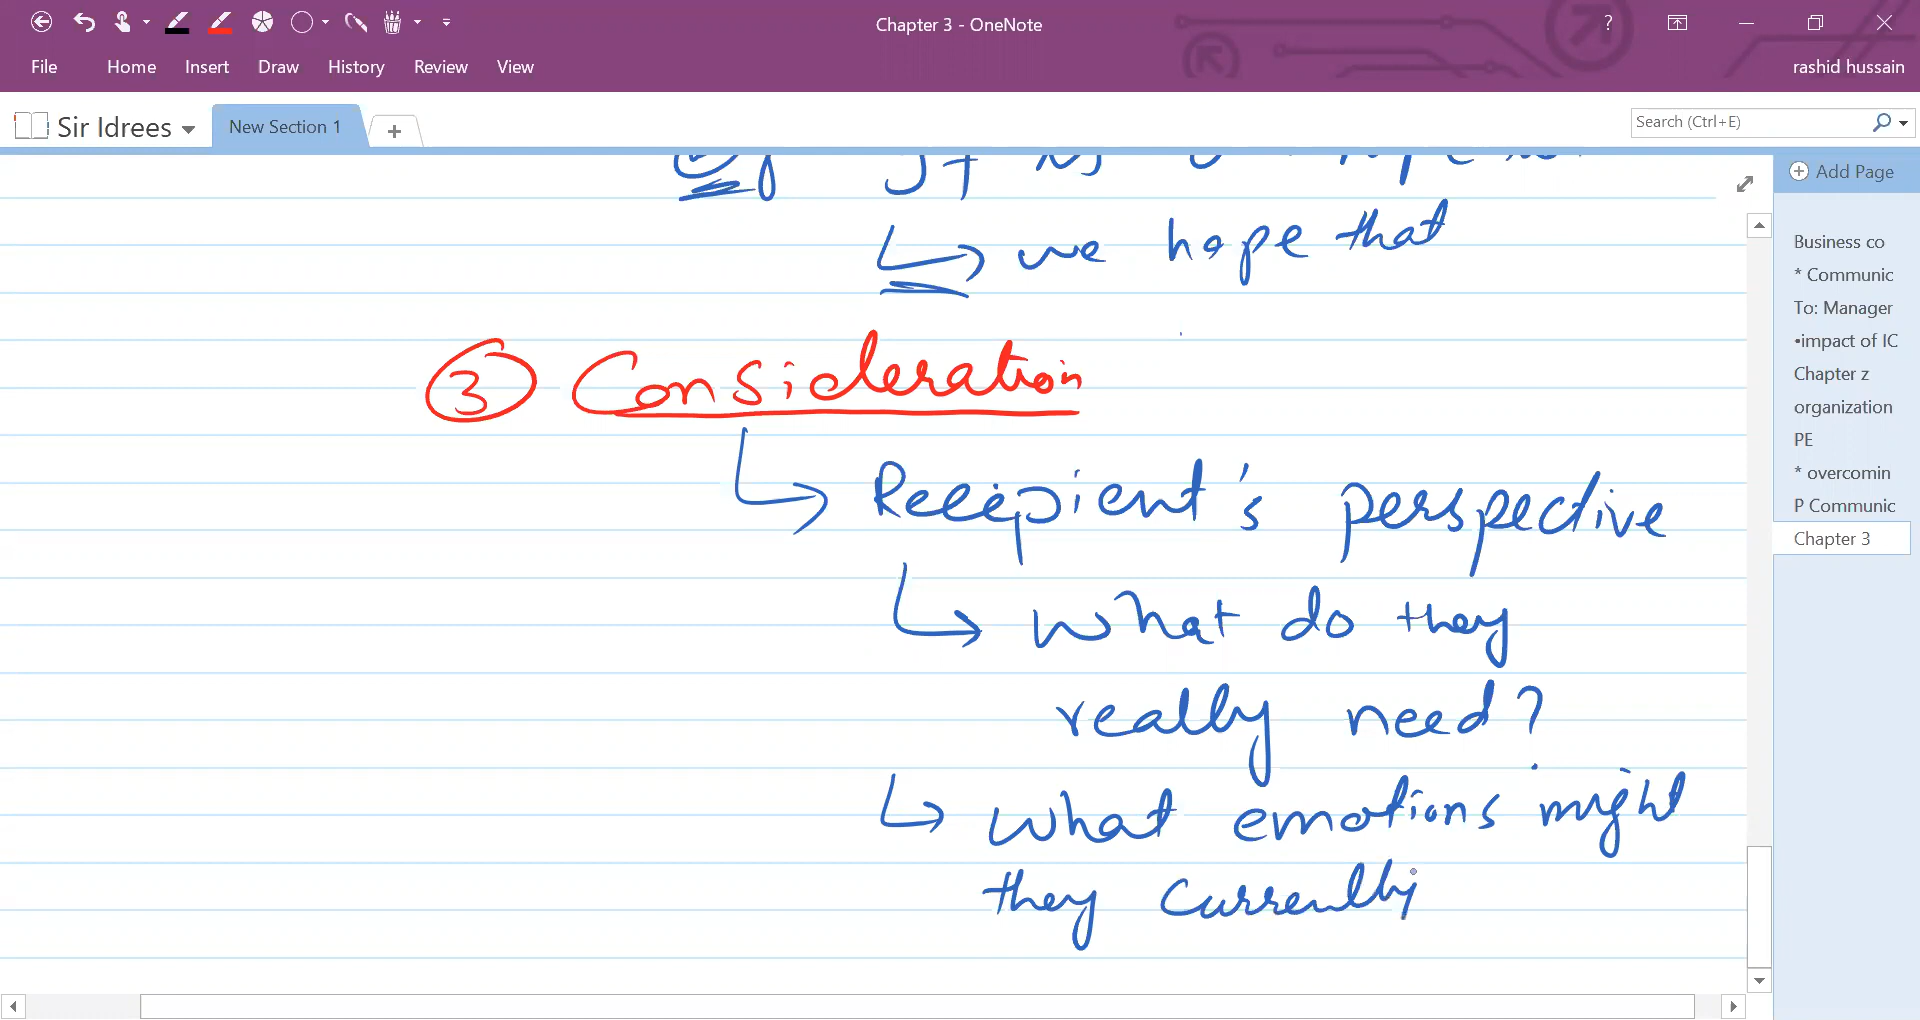 Chapter 3 - OneNote
?
File Home Insert Draw History Review View
rashid hussain
Sir Idrees
New Section 1
+
Search (Ctrl+E)
Add Page
Business co
* Communic
To: Manager
•impact of IC
Chapter z
organization
PE
* overcomin
P Communic
Chapter 3
we hope that
3 Consideration
Recipient's perspective
What do they
really need?
What emotions might
they currently